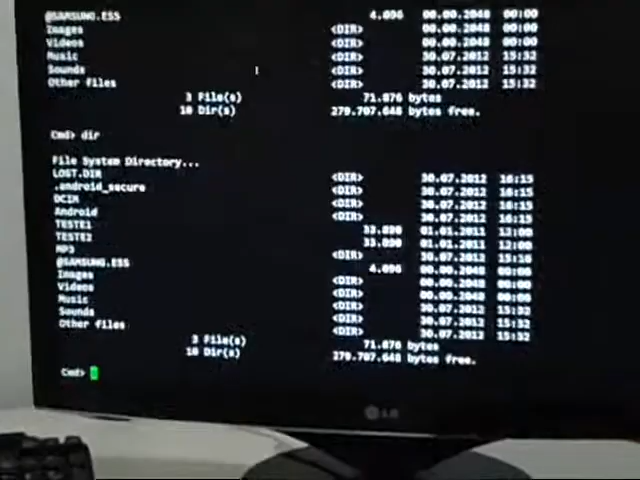 @SAMSUNG.ESS 4.096 00.00.2048 00:00
Images <DIR> 00.00.2048 00:00
Videos <DIR> 00.00.2048 00:00
Music <DIR> 30.07.2012 15:32
Sounds <DIR> 30.07.2012 15:32
Other files <DIR> 30.07.2012 15:32
3 File(s) 71.876 bytes
10 Dir(s) 279.707.648 bytes free.
Cmd> dir
File System Directory...
LOST.DIR <DIR> 30.07.2012 16:15
.android_secure <DIR> 30.07.2012 16:15
DCIM <DIR> 30.07.2012 16:15
Android <DIR> 30.07.2012 16:15
TESTE1 33.890 01.01.2011 12:00
TESTE2 33.890 01.01.2011 12:00
MP3 <DIR> 30.07.2012
@SAMSUNG.ESS 4.096 00.00.2048 00:00
Images <DIR> 00.00.2048 00:00
Videos <DIR> 00.00.2048 00:00
Music <DIR> 30.07.2012 15:32
Sounds <DIR> 30.07.2012 15:32
Other files <DIR> 30.07.2012 15:32
3 File(s) 71.876 bytes
10 Dir(s) 279.707.648 bytes free.
Cmd>
LG